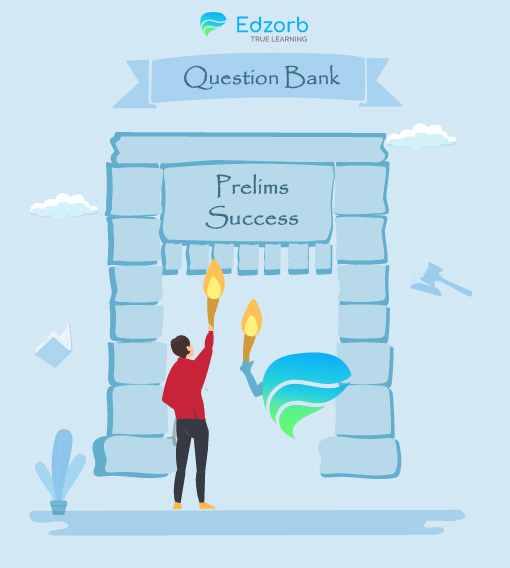 Edzorb
TRUE LEARNING
Question Bank
Prelims
Success